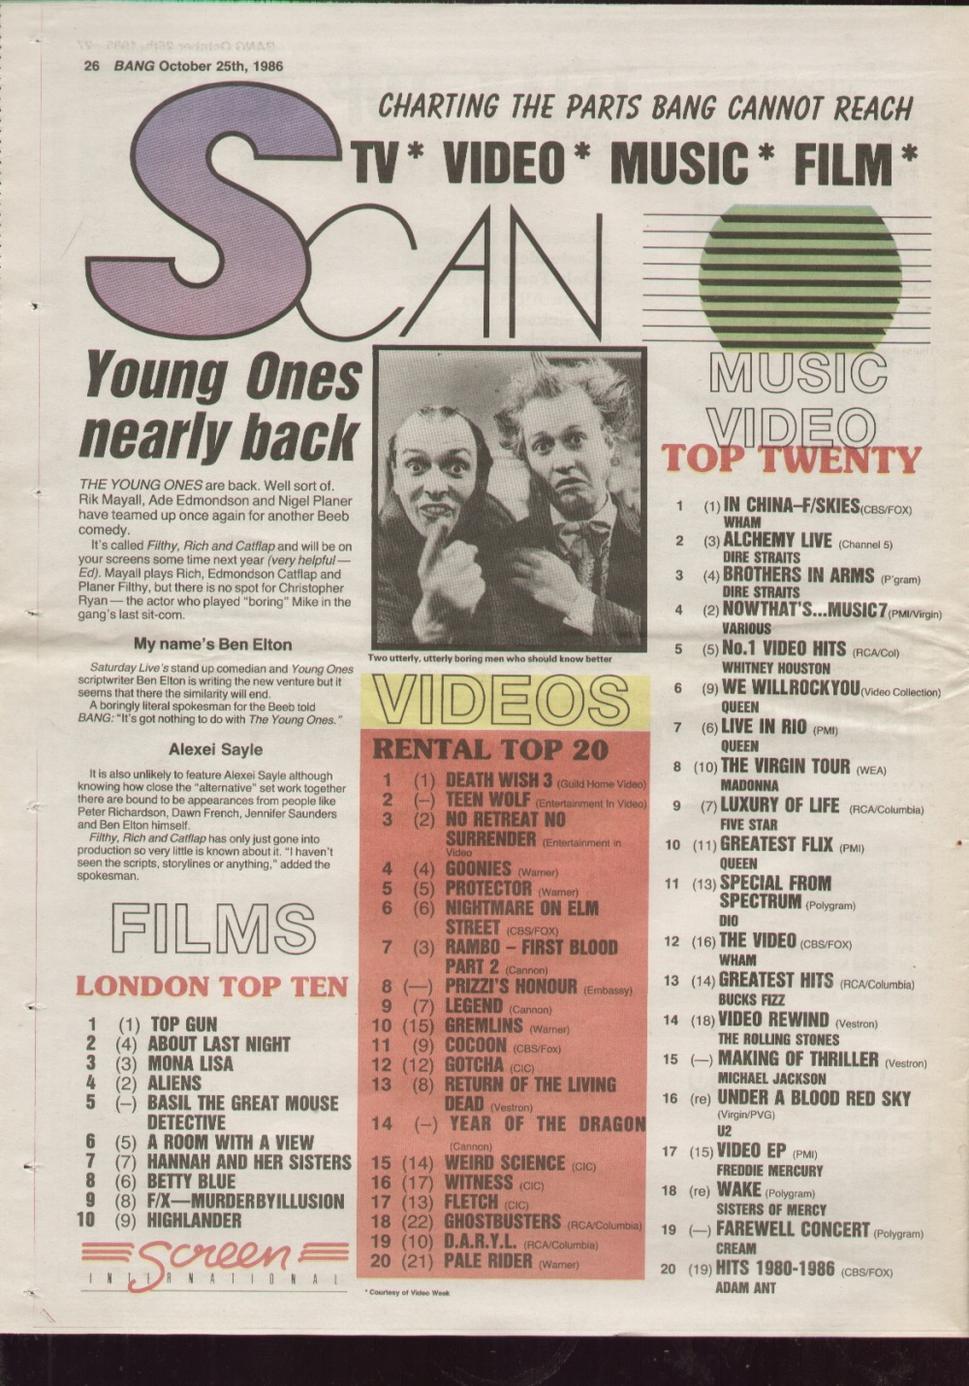 26 BANG October 25th, 1986
CHARTING THE PARTS BANG CANNOT REACH
TV* VIDEO* MUSIC* FILM*
SCAN
Young Ones
nearly back
THE YOUNG ONES are back. Well sort of.
Rik Mayall, Ade Edmondson and Nigel Planer
have teamed up once again for another Beeb
comedy.
It's called Filthy, Rich and Catflap and will be on
your screens some time next year (very helpful —
Ed). Mayall plays Rich, Edmondson Catflap and
Planer Filthy, but there is no spot for Christopher
Ryan — the actor who played "boring" Mike in the
gang's last sit-com.
My name's Ben Elton
Saturday Live's stand up comedian and Young Ones
scriptwriter Ben Elton is writing the new venture but it
seems that there the similarity will end.
A boringly literal spokesman for the Beeb told
BANG: "It's got nothing to do with The Young Ones."
Alexei Sayle
It is also unlikely to feature Alexei Sayle although
knowing how close the "alternative" set work together
there are bound to be appearances from people like
Peter Richardson, Dawn French, Jennifer Saunders
and Ben Elton himself.
Filthy, Rich and Catflap has only just gone into
production so very little is known about it. "I haven't
seen the scripts, storylines or anything," added the
spokesman.
FILMS
LONDON TOP TEN
1 (1) TOP GUN
2 (4) ABOUT LAST NIGHT
3 (3) MONA LISA
4 (2) ALIENS
5 (–) BASIL THE GREAT MOUSE
DETECTIVE
6 (5) A ROOM WITH A VIEW
7 (7) HANNAH AND HER SISTERS
8 (6) BETTY BLUE
9 (8) F/X—MURDERBYILLUSION
10 (9) HIGHLANDER
Screen
INTERNATIONAL
Two utterly, utterly boring men who should know better
VIDEOS
RENTAL TOP 20
1 (1) DEATH WISH 3 (Guild Home Video)
2 (–) TEEN WOLF (Entertainment In Video)
3 (2) NO RETREAT NO
SURRENDER (Entertainment in
Video
4 (4) GOONIES (Warner)
5 (5) PROTECTOR (Warner)
6 (6) NIGHTMARE ON ELM
STREET (CBS/FOX)
7 (3) RAMBO – FIRST BLOOD
PART 2 (Cannon)
8 (—) PRIZZI'S HONOUR (Embassy)
9 (7) LEGEND (Cannon)
10 (15) GREMLINS (Warner)
11 (9) COCOON (CBS/Fox)
12 (12) GOTCHA (CIC)
13 (8) RETURN OF THE LIVING
DEAD (Vestron)
14 (–) YEAR OF THE DRAGON
(Cannon)
15 (14) WEIRD SCIENCE (CIC)
16 (17) WITNESS (CIC)
17 (13) FLETCH (CIC)
18 (22) GHOSTBUSTERS (RCA/Columbia)
19 (10) D.A.R.Y.L. (RCA/Columbia)
20 (21) PALE RIDER (Warner)
* Courtesy of Video Week
MUSIC
VIDEO
TOP TWENTY
1 (1) IN CHINA–F/SKIES(CBS/FOX)
WHAM
2 (3) ALCHEMY LIVE (Channel 5)
DIRE STRAITS
3 (4) BROTHERS IN ARMS (P'gram)
DIRE STRAITS
4 (2) NOWTHAT'S...MUSIC7(PMI/Virgin)
VARIOUS
5 (5) No.1 VIDEO HITS (RCA/Col)
WHITNEY HOUSTON
6 (9) WE WILLROCKYOU(Video Collection)
QUEEN
7 (6) LIVE IN RIO (PMI)
QUEEN
8 (10) THE VIRGIN TOUR (WEA)
MADONNA
9 (7) LUXURY OF LIFE (RCA/Columbia)
FIVE STAR
10 (11) GREATEST FLIX (PMI)
QUEEN
11 (13) SPECIAL FROM
SPECTRUM (Polygram)
DIO
12 (16) THE VIDEO (CBS/FOX)
WHAM
13 (14) GREATEST HITS (RCA/Columbia)
BUCKS FIZZ
14 (18) VIDEO REWIND (Vestron)
THE ROLLING STONES
15 (—) MAKING OF THRILLER (Vestron)
MICHAEL JACKSON
16 (re) UNDER A BLOOD RED SKY
(Virgin/PVG)
U2
17 (15) VIDEO EP (PMI)
FREDDIE MERCURY
18 (re) WAKE (Polygram)
SISTERS OF MERCY
19 (—) FAREWELL CONCERT (Polygram)
CREAM
20 (19) HITS 1980-1986 (CBS/FOX)
ADAM ANT